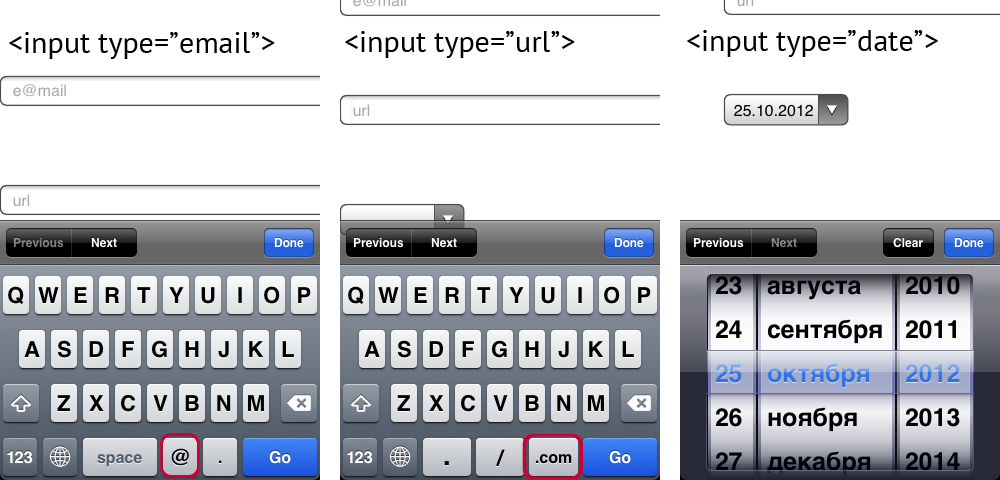 <input type=”email”>
e@mail
url
Previous Next Done
Q W E R T Y U I O P
A S D F G H J K L
Z X C V B N M
123 space @ . Go
e@mail
<input type=”url”>
url
Previous Next Done
Q W E R T Y U I O P
A S D F G H J K L
Z X C V B N M
123 . / .com Go
url
<input type=”date”>
25.10.2012
Previous Next Clear Done
23 августа 2010
24 сентября 2011
25 октября 2012
26 ноября 2013
27 декабря 2014